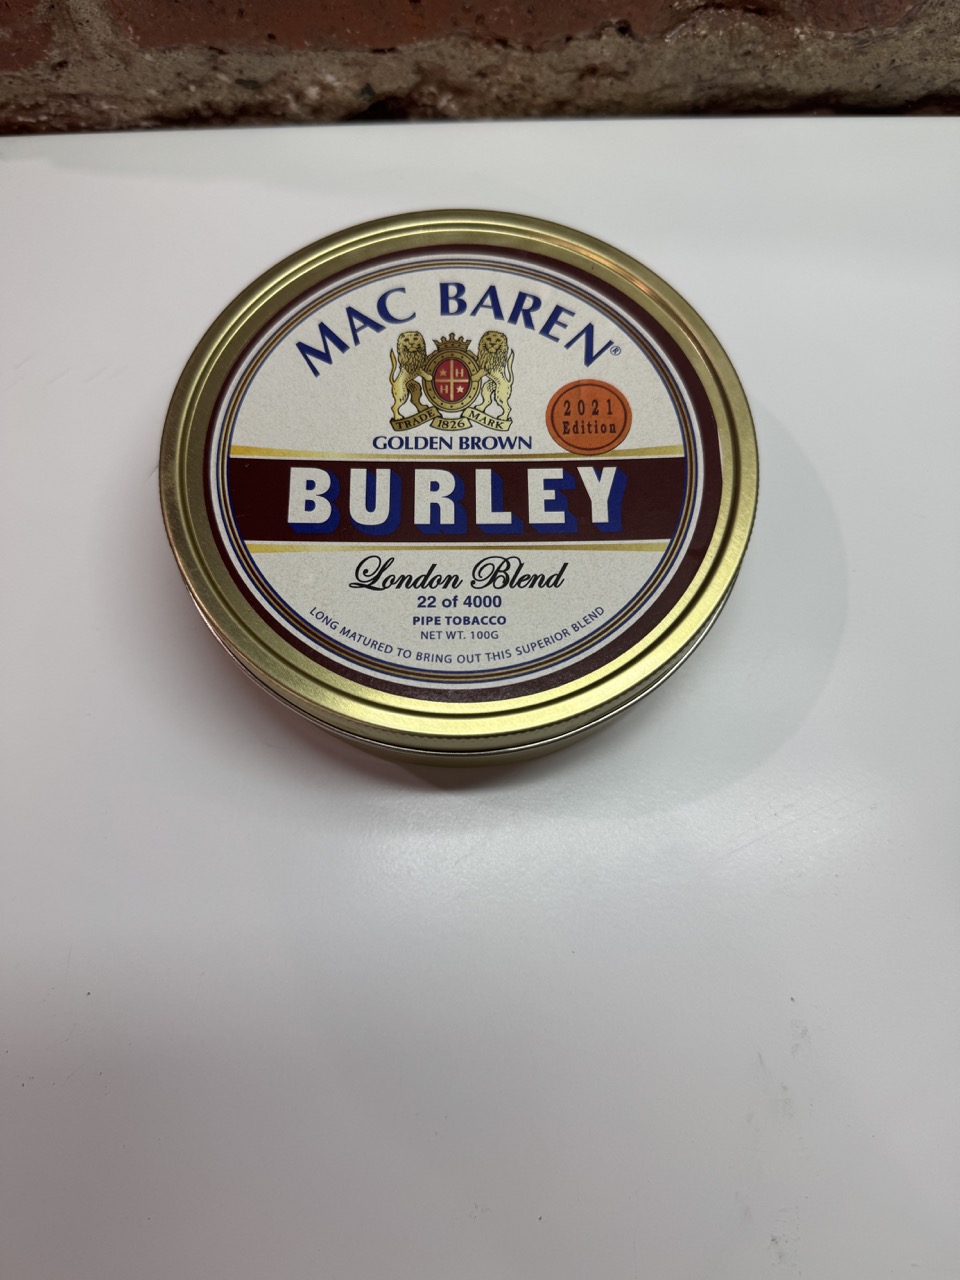 MAC BAREN®
H
H
TRADE 1826 MARK
2021
Edition
GOLDEN BROWN
BURLEY
London Blend
22 of 4000
PIPE TOBACCO
NET WT. 100G
LONG MATURED TO BRING OUT THIS SUPERIOR BLEND